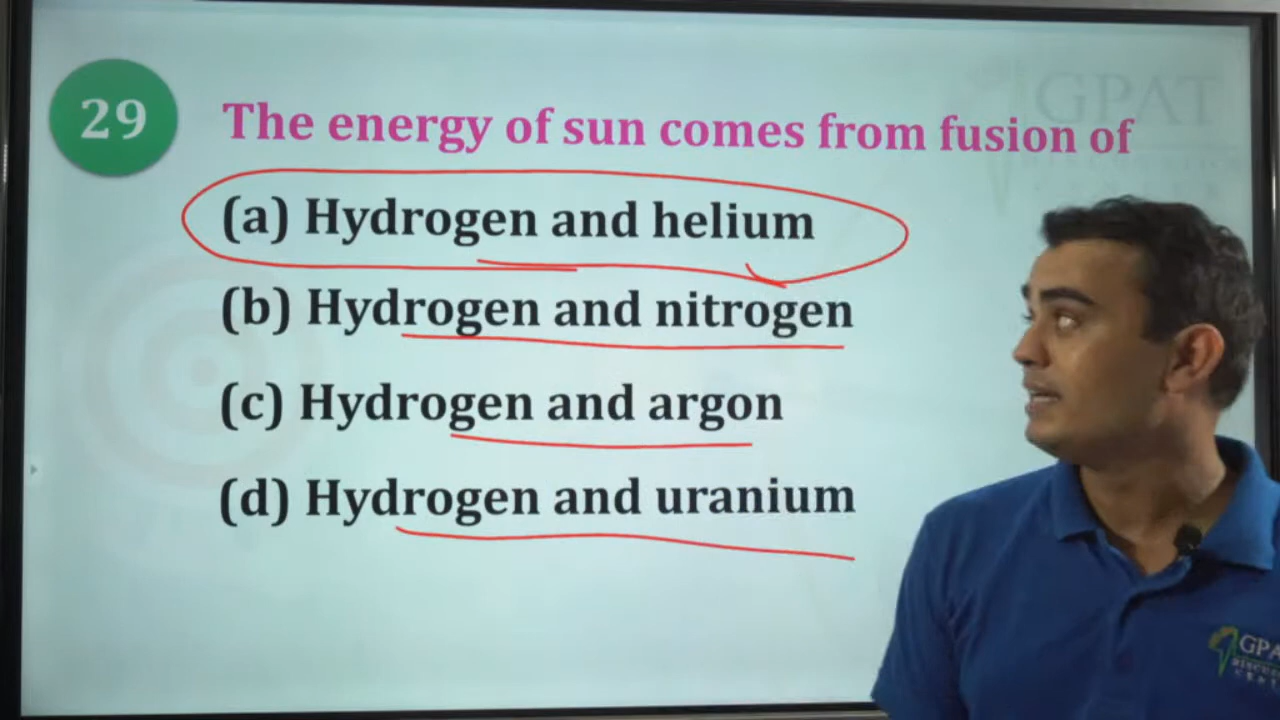 29
The energy of sun comes from fusion of
(a) Hydrogen and helium
(b) Hydrogen and nitrogen
(c) Hydrogen and argon
(d) Hydrogen and uranium
GPAT